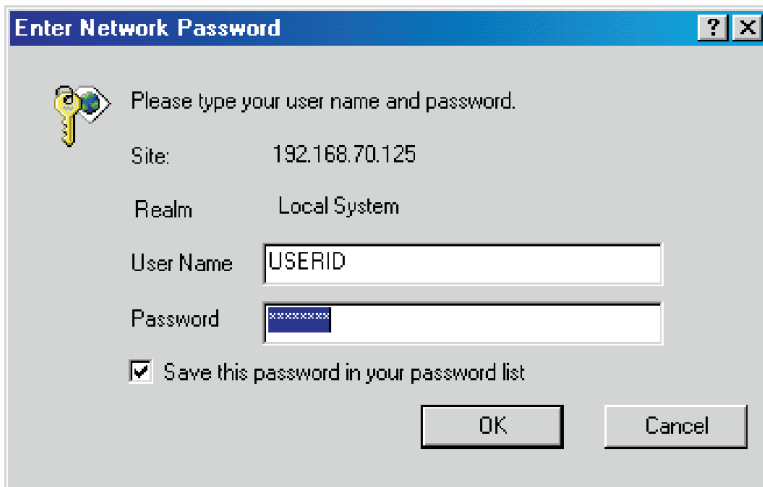 Enter Network Password
Please type your user name and password.
Site: 192.168.70.125
Realm Local System
User Name USERID
Password ********
Save this password in your password list
OK Cancel